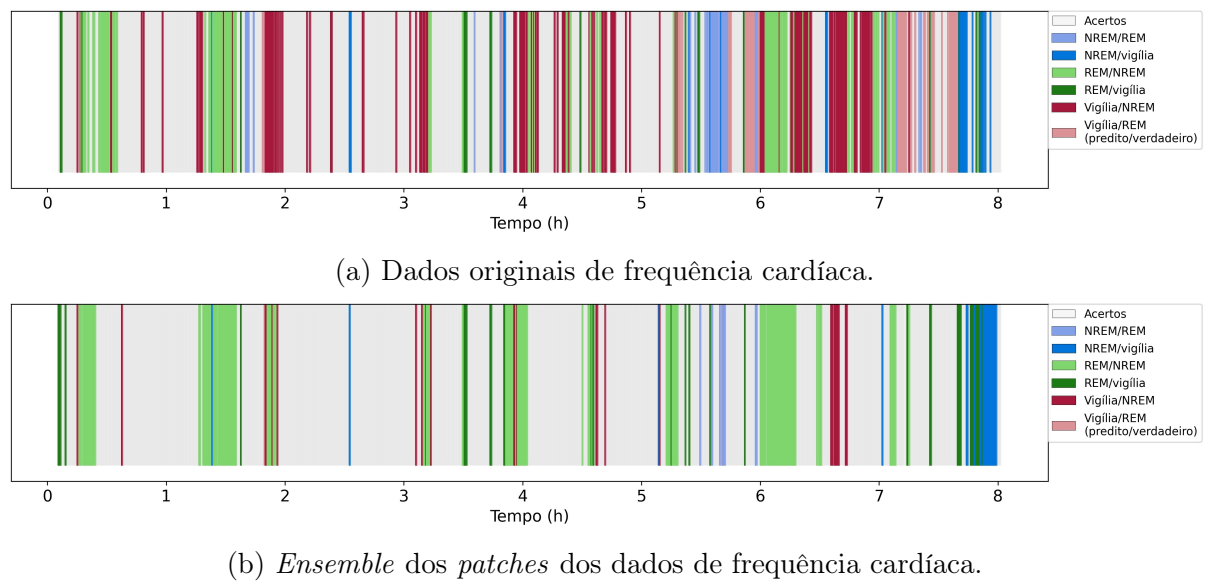 Acertos
NREM/REM
NREM/vigília
REM/NREM
REM/vigília
Vigília/NREM
Vigília/REM
(predito/verdadeiro)
0 1 2 3 4 5 6 7 8
Tempo (h)
(a) Dados originais de frequência cardíaca.
Acertos
NREM/REM
NREM/vigília
REM/NREM
REM/vigília
Vigília/NREM
Vigília/REM
(predito/verdadeiro)
0 1 2 3 4 5 6 7 8
Tempo (h)
(b) Ensemble dos patches dos dados de frequência cardíaca.